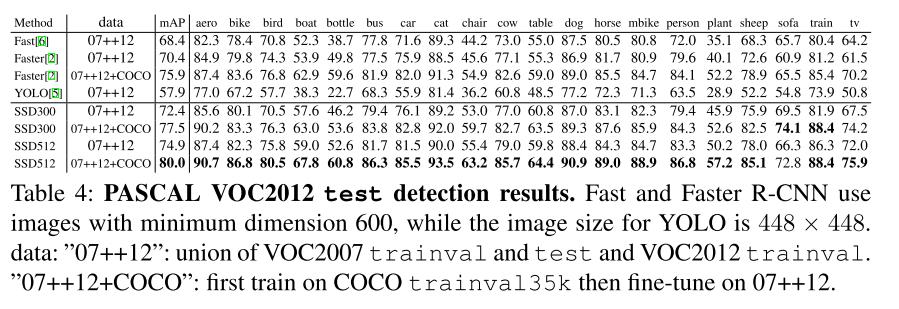 Method data mAP aero bike bird boat bottle bus car cat chair cow table dog horse mbike person plant sheep sofa train tv
Fast[6] 07++12 68.4 82.3 78.4 70.8 52.3 38.7 77.8 71.6 89.3 44.2 73.0 55.0 87.5 80.5 80.8 72.0 35.1 68.3 65.7 80.4 64.2
Faster[2] 07++12 70.4 84.9 79.8 74.3 53.9 49.8 77.5 75.9 88.5 45.6 77.1 55.3 86.9 81.7 80.9 79.6 40.1 72.6 60.9 81.2 61.5
Faster[2] 07++12+COCO 75.9 87.4 83.6 76.8 62.9 59.6 81.9 82.0 91.3 54.9 82.6 59.0 89.0 85.5 84.7 84.1 52.2 78.9 65.5 85.4 70.2
YOLO[5] 07++12 57.9 77.0 67.2 57.7 38.3 22.7 68.3 55.9 81.4 36.2 60.8 48.5 77.2 72.3 71.3 63.5 28.9 52.2 54.8 73.9 50.8
SSD300 07++12 72.4 85.6 80.1 70.5 57.6 46.2 79.4 76.1 89.2 53.0 77.0 60.8 87.0 83.1 82.3 79.4 45.9 75.9 69.5 81.9 67.5
SSD300 07++12+COCO 77.5 90.2 83.3 76.3 63.0 53.6 83.8 82.8 92.0 59.7 82.7 63.5 89.3 87.6 85.9 84.3 52.6 82.5 74.1 88.4 74.2
SSD512 07++12 74.9 87.4 82.3 75.8 59.0 52.6 81.7 81.5 90.0 55.4 79.0 59.8 88.4 84.3 84.7 83.3 50.2 78.0 66.3 86.3 72.0
SSD512 07++12+COCO 80.0 90.7 86.8 80.5 67.8 60.8 86.3 85.5 93.5 63.2 85.7 64.4 90.9 89.0 88.9 86.8 57.2 85.1 72.8 88.4 75.9
Table 4: PASCAL VOC2012 test detection results. Fast and Faster R-CNN use
images with minimum dimension 600, while the image size for YOLO is 448 × 448.
data: ”07++12”: union of VOC2007 trainval and test and VOC2012 trainval.
”07++12+COCO”: first train on COCO trainval35k then fine-tune on 07++12.